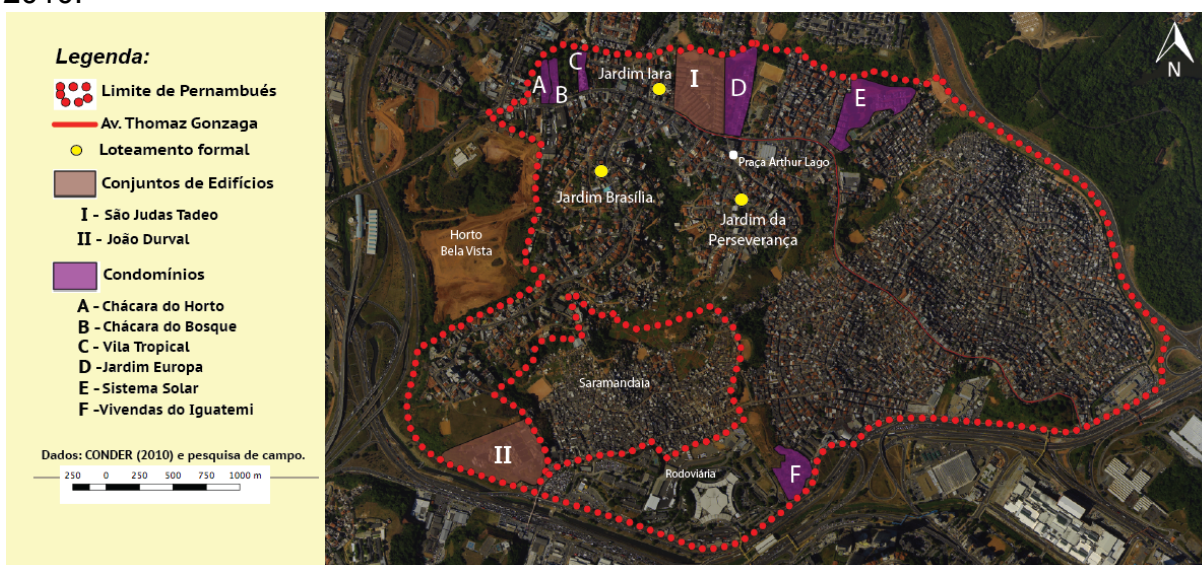 2010.
Legenda:
Limite de Pernambués
Av. Thomaz Gonzaga
Loteamento formal
Conjuntos de Edifícios
I - São Judas Tadeo
II - João Durval
Condomínios
A - Chácara do Horto
B - Chácara do Bosque
C - Vila Tropical
D -Jardim Europa
E - Sistema Solar
F -Vivendas do Iguatemi
Dados: CONDER (2010) e pesquisa de campo.
250 0 250 500 750 1000 m
N
A
B
C
Jardim Iara
I
D
E
Praça Arthur Lago
Jardim Brasília
Jardim da
Perseverança
Horto
Bela Vista
Saramandaia
II
Rodoviária
F